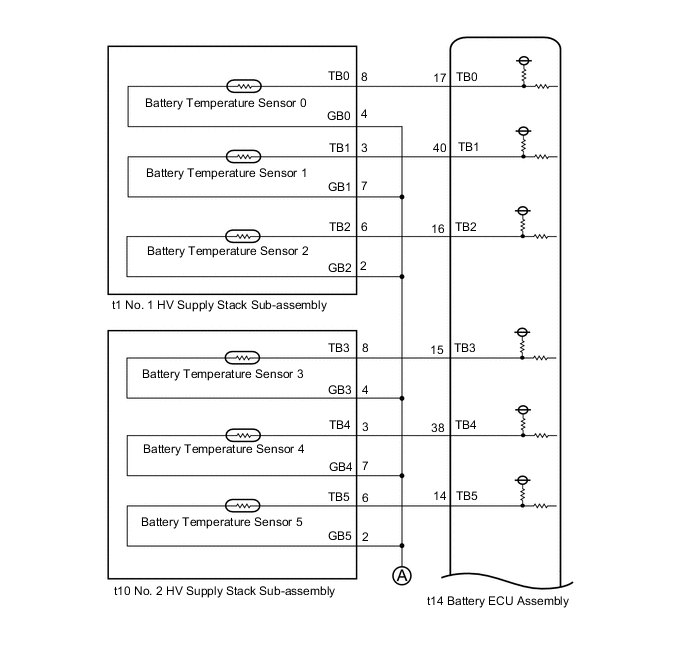 TB0 8 17 TB0
Battery Temperature Sensor 0
GB0 4
TB1 3 40 TB1
Battery Temperature Sensor 1
GB1 7
TB2 6 16 TB2
Battery Temperature Sensor 2
GB2 2
t1 No. 1 HV Supply Stack Sub-assembly
TB3 8 15 TB3
Battery Temperature Sensor 3
GB3 4
TB4 3 38 TB4
Battery Temperature Sensor 4
GB4 7
TB5 6 14 TB5
Battery Temperature Sensor 5
GB5 2
A
t10 No. 2 HV Supply Stack Sub-assembly
t14 Battery ECU Assembly